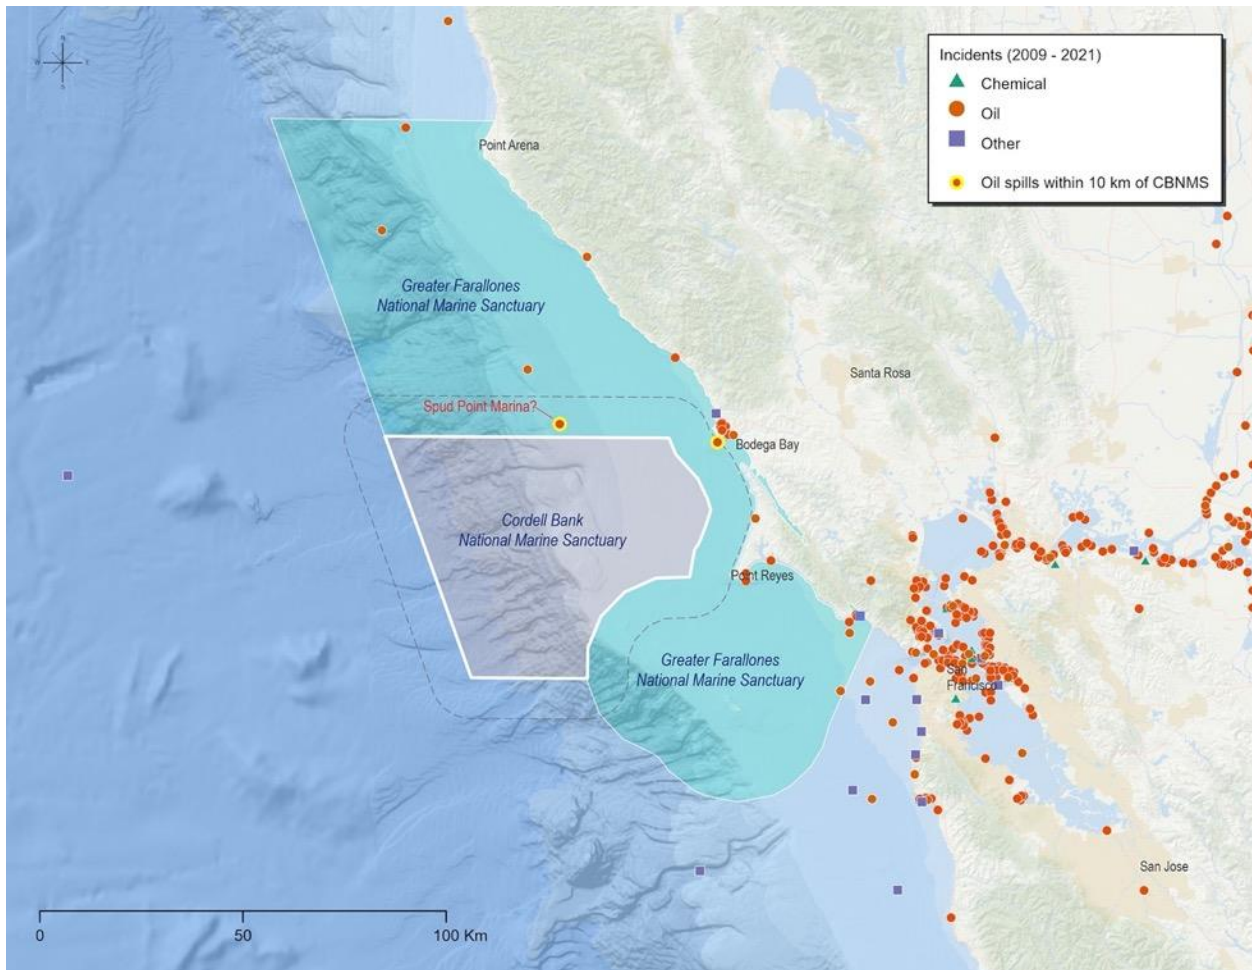 Incidents (2009 - 2021)
Chemical
Oil
Other
Oil spills within 10 km of CBNMS
Point Arena
Greater Farallones
National Marine Sanctuary
Santa Rosa
Spud Point Marina?
Bodega Bay
Cordell Bank
National Marine Sanctuary
Point Reyes
Greater Farallones
National Marine Sanctuary
San
Francisco
San Jose
0 50 100 Km